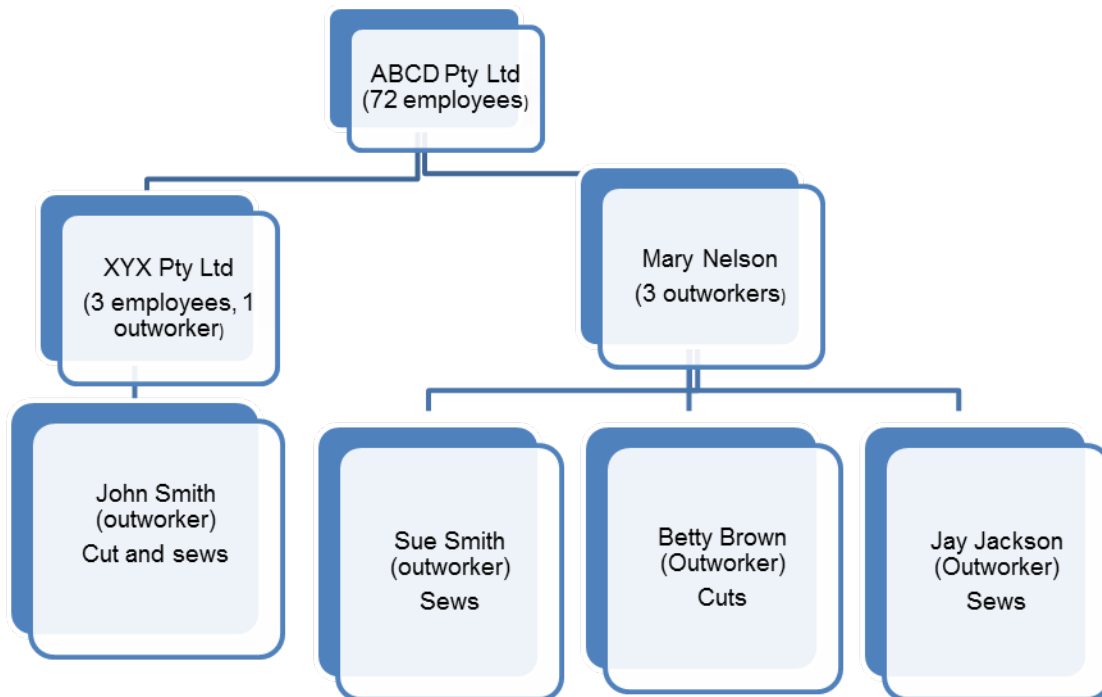 ABCD Pty Ltd
(72 employees)
XYX Pty Ltd
(3 employees, 1
outworker)
Mary Nelson
(3 outworkers)
John Smith
(outworker)
Cut and sews
Sue Smith
(outworker)
Sews
Betty Brown
(Outworker)
Cuts
Jay Jackson
(Outworker)
Sews